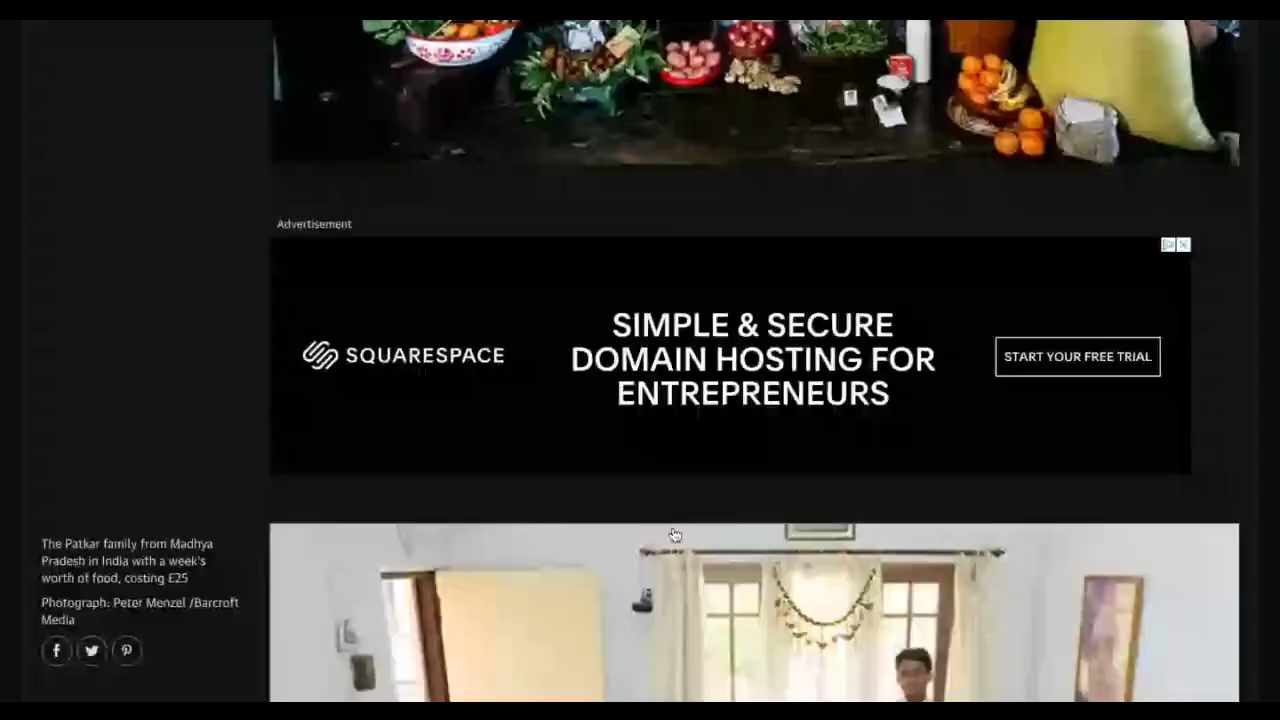 Advertisement
SQUARESPACE
SIMPLE & SECURE
DOMAIN HOSTING FOR
ENTREPRENEURS
START YOUR FREE TRIAL
The Patkar family from Madhya
Pradesh in India with a week's
worth of food, costing £25
Photograph: Peter Menzel /Barcroft
Media